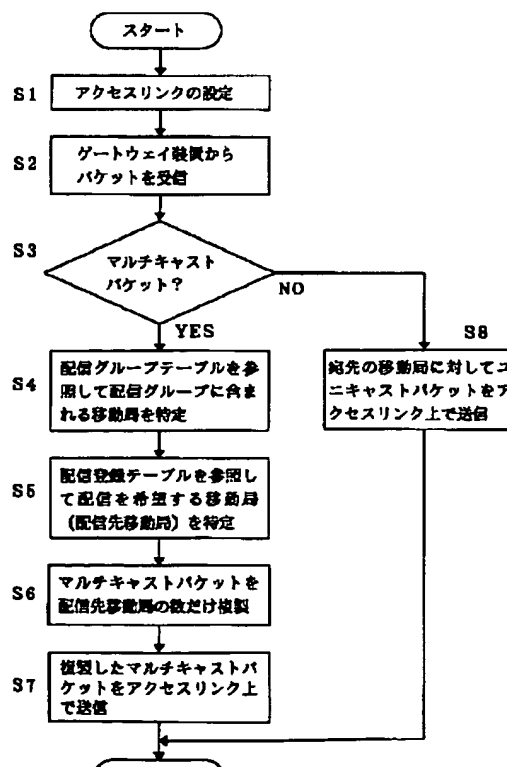 スタート
S1
アクセスリンクの設定
S2
ゲートウェイ装置から
パケットを受信
S3
マルチキャスト
パケット?
NO
YES
S4
配信グループテーブルを参
照して配信グループに含ま
れる移動局を特定
S8
宛先の移動局に対してユ
ニキャストパケットをア
クセスリンク上で送信
S5
配信登録テーブルを参照し
て配信を希望する移動局
(配信先移動局)を特定
S6
マルチキャストパケットを
配信先移動局の数だけ複製
S7
複製したマルチキャストパ
ケットをアクセスリンク上
で送信